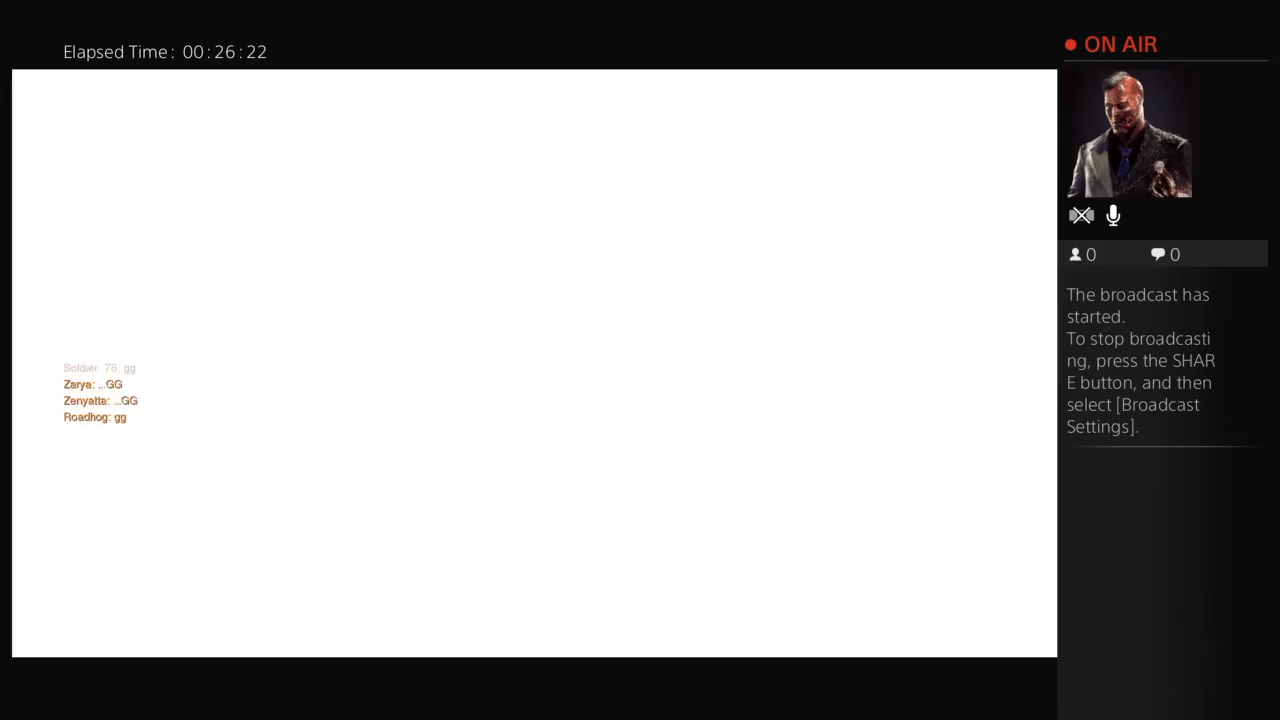 Elapsed Time: 00:26:22
ON AIR
0 0
The broadcast has
started.
To stop broadcasti
ng, press the SHAR
E button, and then
select [Broadcast
Settings].
Soldier: 76: gg
Zarya: ,..GG
Zenyatta: ...GG
Roadhog: gg